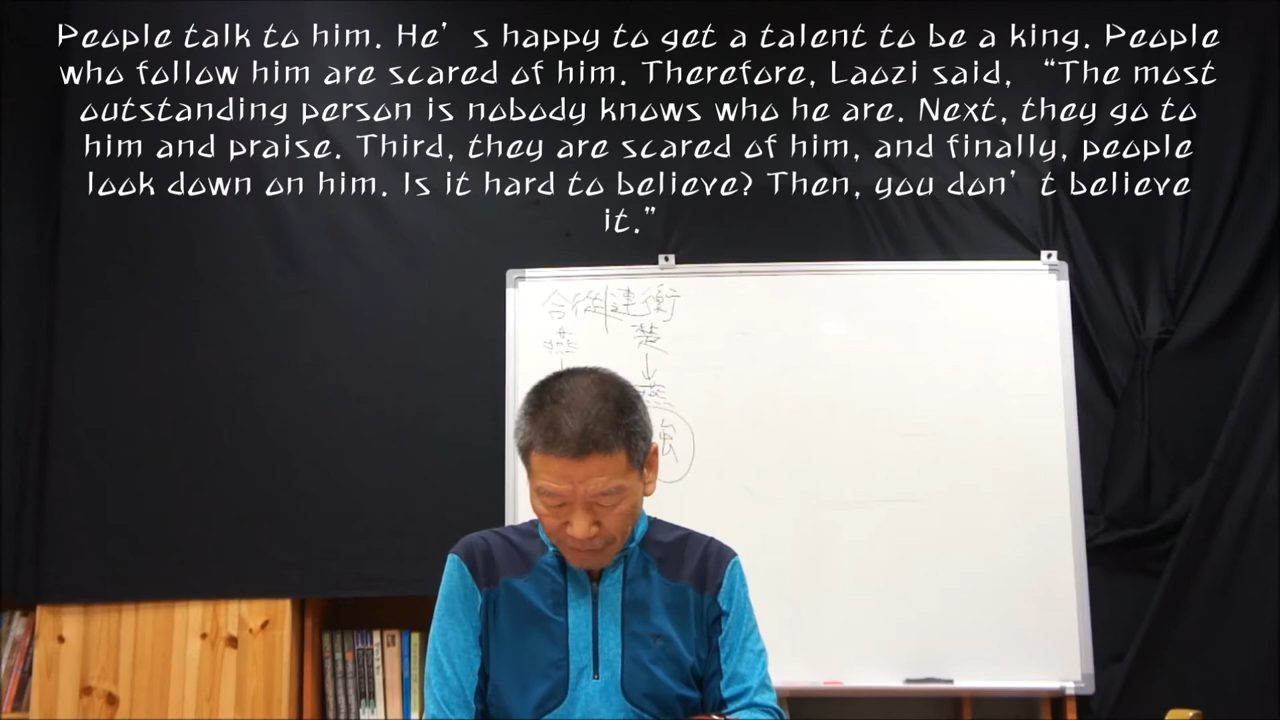 People talk to him. He's happy to get a talent to be a king. People
who follow him are scared of him. Therefore, Laozi said, “The most
outstanding person is nobody knows who he are. Next, they go to
him and praise. Third, they are scared of him, and finally, people
look down on him. Is it hard to believe? Then, you don't believe
it.”
合從連衡
燕 楚
↓
燕